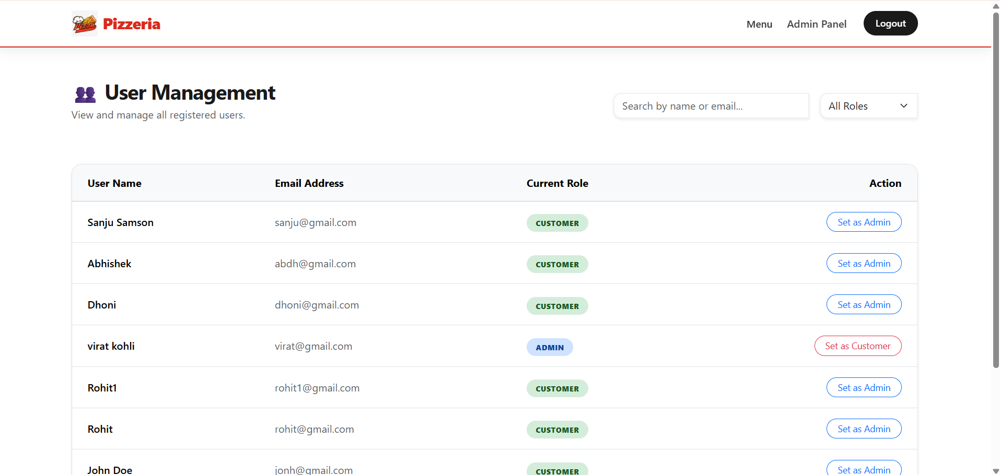 Pizza
Pizzeria
Menu
Admin Panel
Logout
User Management
View and manage all registered users.
Search by name or email...
All Roles
User Name Email Address Current Role Action
Sanju Samson sanju@gmail.com CUSTOMER Set as Admin
Abhishek abdh@gmail.com CUSTOMER Set as Admin
Dhoni dhoni@gmail.com CUSTOMER Set as Admin
virat kohli virat@gmail.com ADMIN Set as Customer
Rohit1 rohit1@gmail.com CUSTOMER Set as Admin
Rohit rohit@gmail.com CUSTOMER Set as Admin
John Doe jonh@gmail.com CUSTOMER Set as Admin